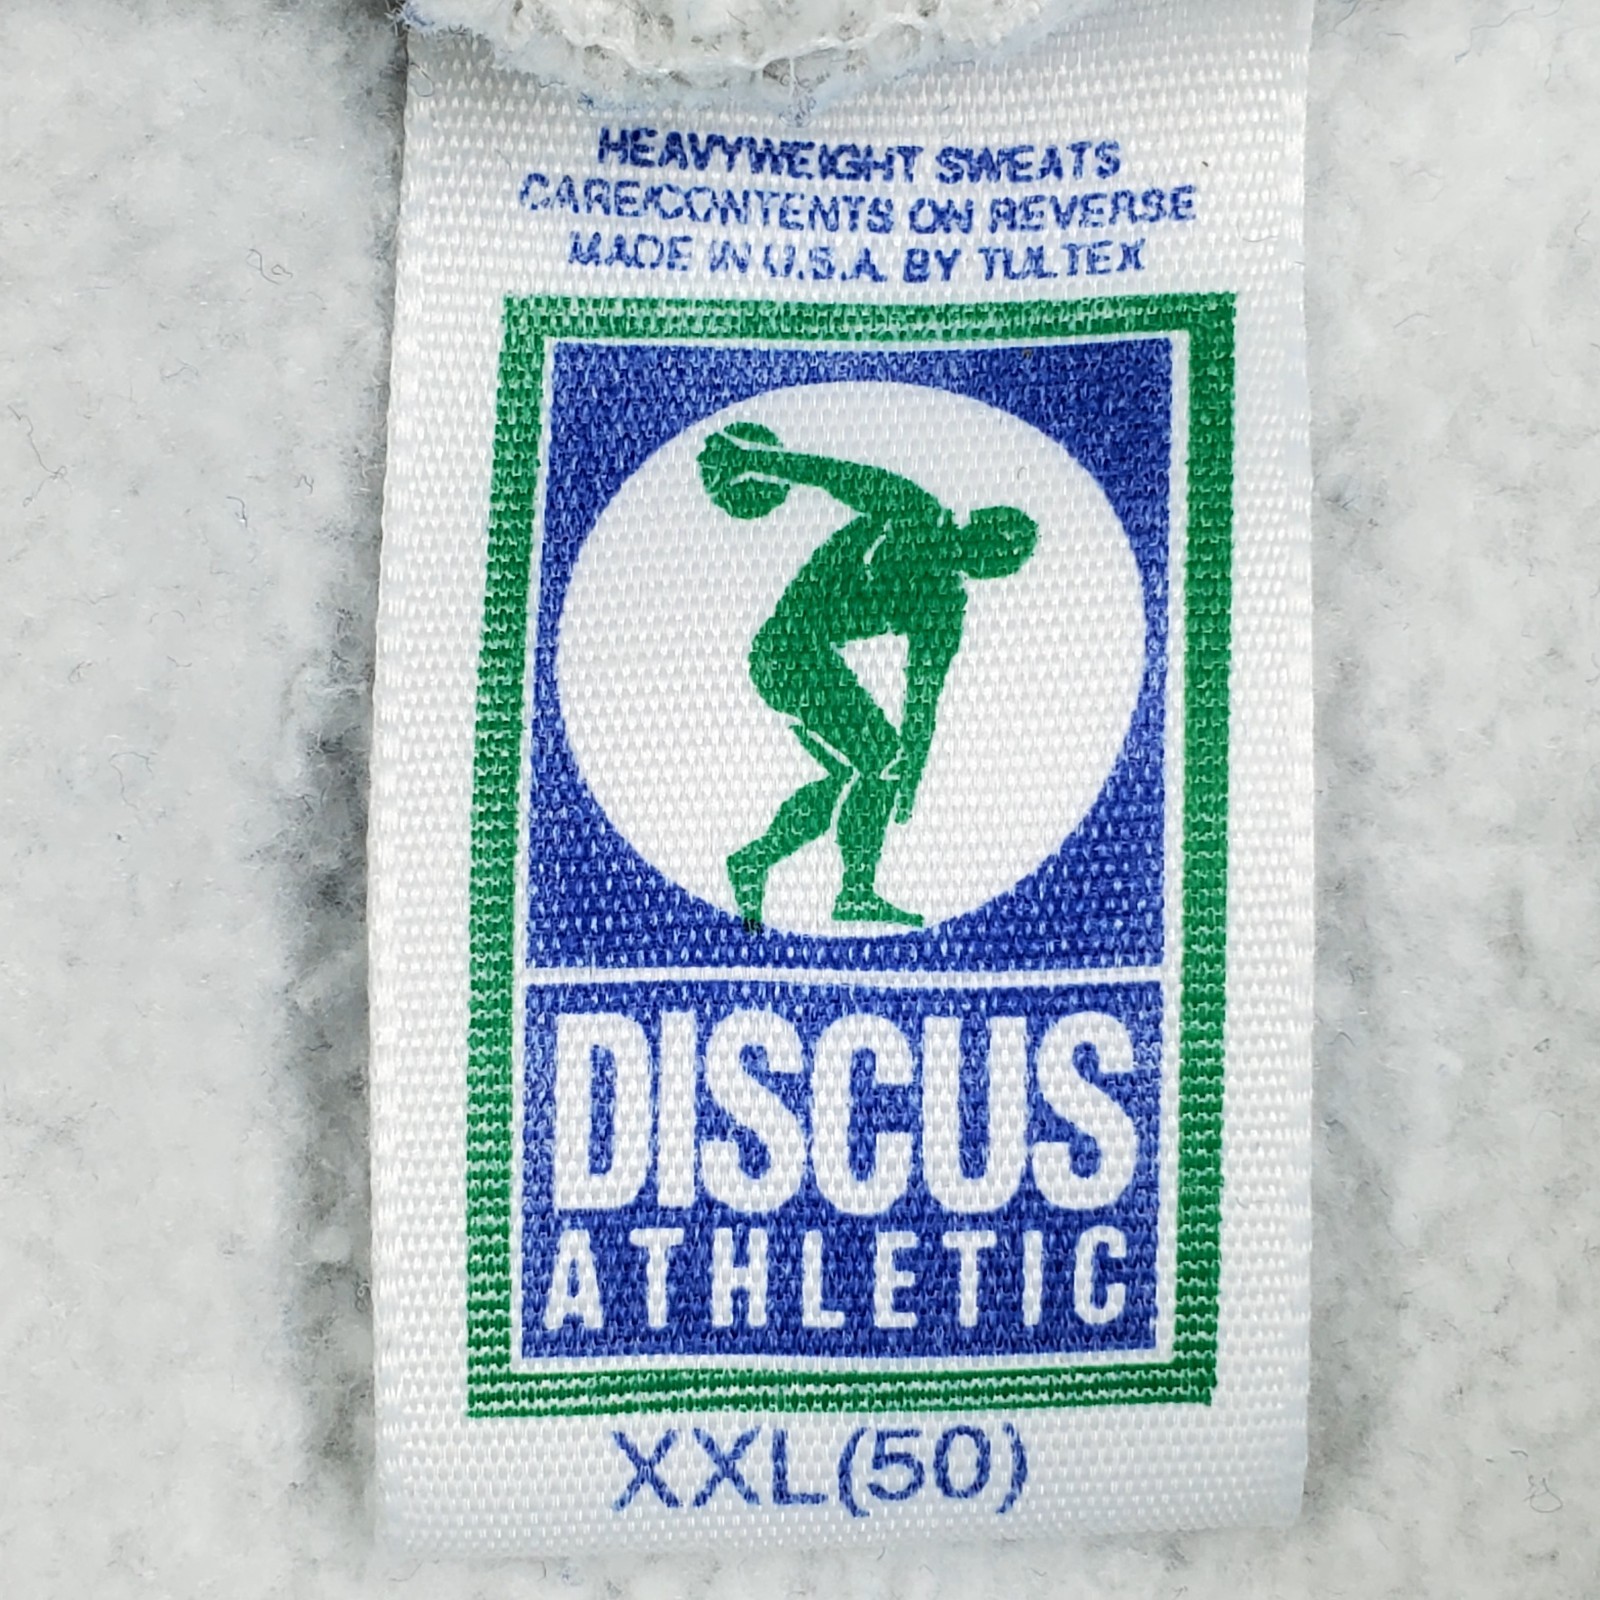 HEAVYWEIGHT SWEATS
CARE/CONTENTS ON REVERSE
MADE IN U.S.A. BY TULTEX
DISCUS
ATHLETIC
XXL(50)